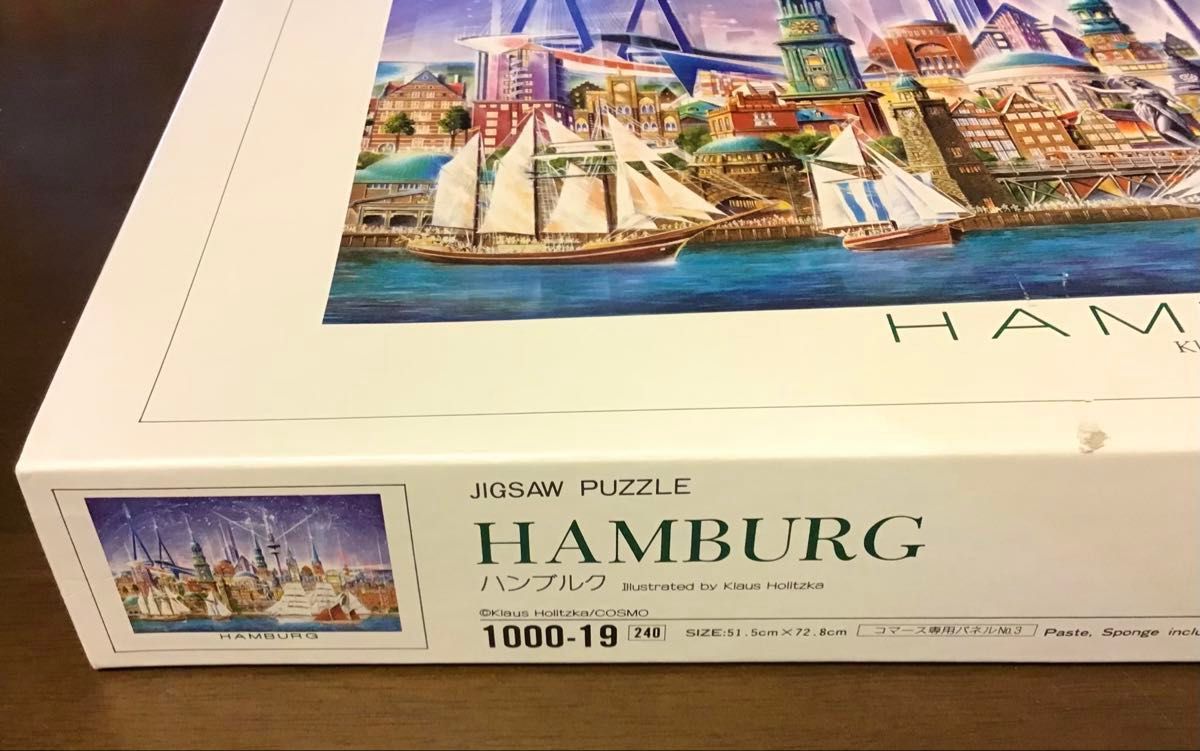 HAM
JIGSAW PUZZLE
HAMBURG
ハンブルク Illustrated by Klaus Holitzka
©Klaus Holitzka/COSMO
1000-19 240 SIZE:51.5cm×72.8cm コマース専用パネルNo.3 Paste, Sponge inclu
HAMBURG